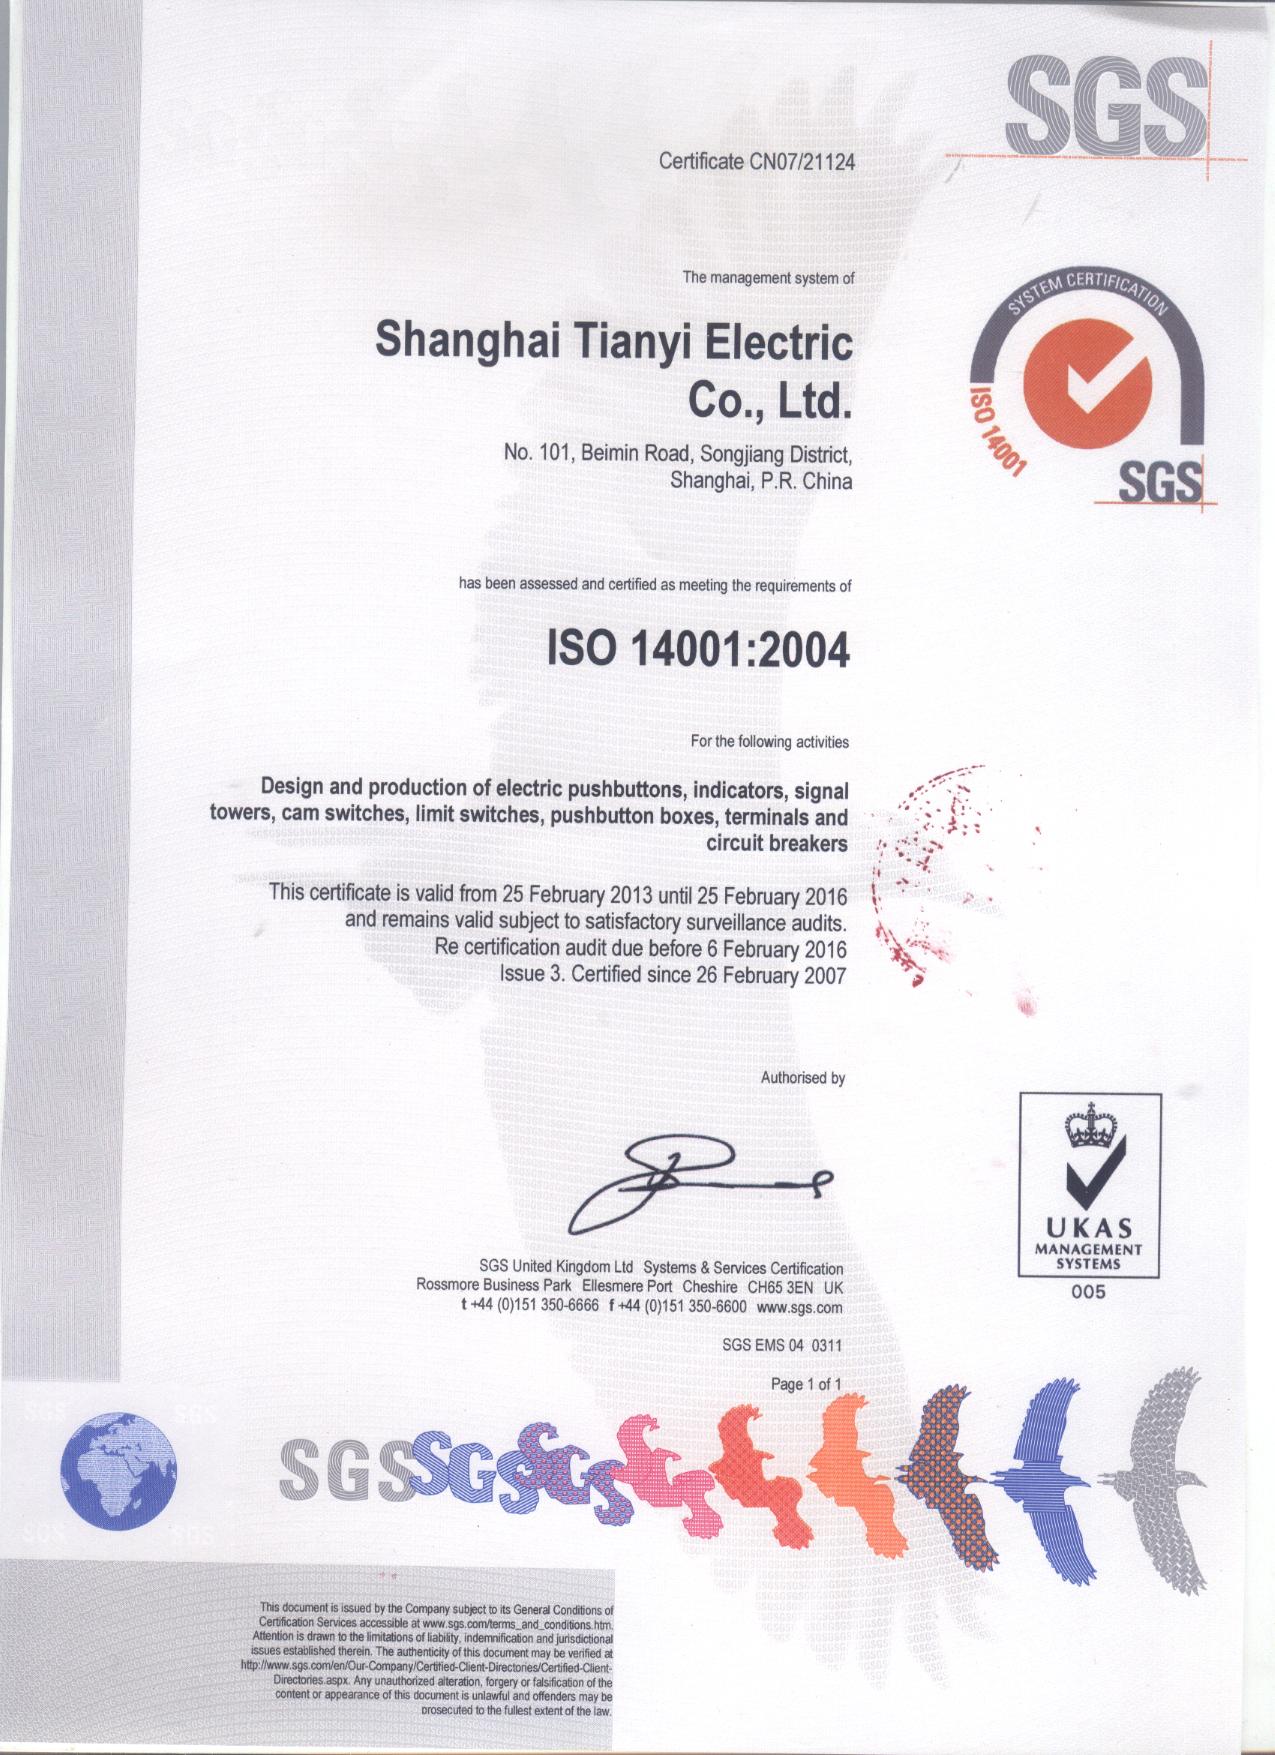 SGS
Certificate CN07/21124
The management system of
Shanghai Tianyi Electric
Co., Ltd.
No. 101, Beimin Road, Songjiang District,
Shanghai, P.R. China
SYSTEM CERTIFICATION
ISO 14001
SGS
has been assessed and certified as meeting the requirements of
ISO 14001:2004
For the following activities
Design and production of electric pushbuttons, indicators, signal
towers, cam switches, limit switches, pushbutton boxes, terminals and
circuit breakers
This certificate is valid from 25 February 2013 until 25 February 2016
and remains valid subject to satisfactory surveillance audits.
Re certification audit due before 6 February 2016
Issue 3. Certified since 26 February 2007
Authorised by
UKAS
MANAGEMENT
SYSTEMS
005
SGS United Kingdom Ltd Systems & Services Certification
Rossmore Business Park Ellesmere Port Cheshire CH65 3EN UK
t +44 (0)151 350-6666 f +44 (0)151 350-6600 www.sgs.com
SGS EMS 04 0311
Page 1 of 1
SGS SGS
SGS SGS
SGS SGS SGS
This document is issued by the Company subject to its General Conditions of
Certification Services accessible at www.sgs.com/terms_and_conditions.htm.
Attention is drawn to the limitations of liability, indemnification and jurisdictional
issues established therein. The authenticity of this document may be verified at
http://www.sgs.com/en/Our-Company/Certified-Client-Directories/Certified-Client-
Directories.aspx. Any unauthorized alteration, forgery or falsification of the
content or appearance of this document is unlawful and offenders may be
prosecuted to the fullest extent of the law.